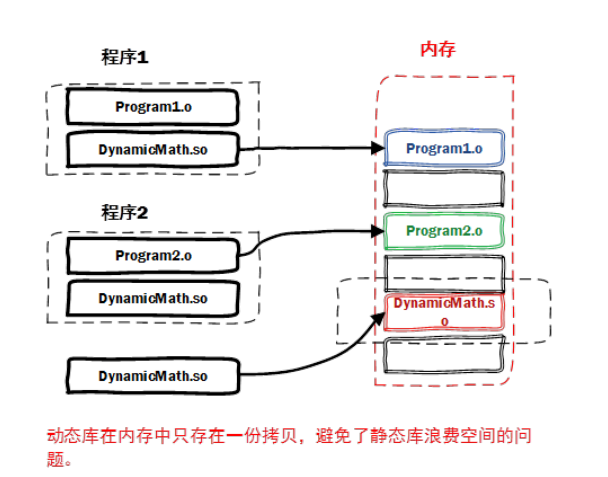 程序1
Program1.o
DynamicMath.so
程序2
Program2.o
DynamicMath.so
DynamicMath.so
内存
Program1.o
Program2.o
DynamicMath.s
o
动态库在内存中只存在一份拷贝，避免了静态库浪费空间的问
题。